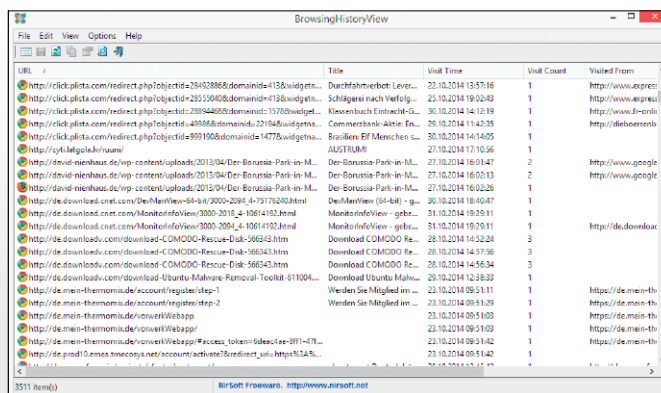 BrowsingHistoryView
File Edit View Options Help
URL / Title Visit Time Visit Count Visited From
http://click.plista.com/redirect.php?objectid=28492886&domainid=413&widgetn... Durchfahrtverbot: Lever... 22.10.2014 13:57:16 1 http://www.express
http://click.plista.com/redirect.php?objectid=28555040&domainid=413&widgetna... Schlägerei nach Verfolg... 25.10.2014 19:02:43 1 http://www.express
http://click.plista.com/redirect.php?objectid=28894468&domainid=1578&widget... Klassenbuch Eintracht-G... 30.10.2014 14:12:19 1 http://www.fr-onlin
http://click.plista.com/redirect.php?objectid=49986&domainid=22194&widgetna... Commerzbank-Aktie: En... 29.10.2014 11:42:35 1 http://dieboersenb
http://click.plista.com/redirect.php?objectid=999190&domainid=1477&widgetna... Brasilien: Elf Menschen s... 30.10.2014 14:14:05 1
http://cyti.latgola.lv/ruuni/ AUSTRUMI 27.10.2014 17:10:56 1
http://david-nienhaus.de/wp-content/uploads/2013/04/Der-Borussia-Park-in-M... Der-Borussia-Park-in-M... 27.10.2014 16:01:47 2 http://www.google
http://david-nienhaus.de/wp-content/uploads/2013/04/Der-Borussia-Park-in-M... Der-Borussia-Park-in-M... 27.10.2014 16:02:13 2 http://www.google
http://david-nienhaus.de/wp-content/uploads/2013/04/Der-Borussia-Park-in-M... Der-Borussia-Park-in-M... 27.10.2014 16:02:26 1
http://de.download.cnet.com/DevManView-64-bit/3000-2094_4-75776240.html DevManView (64-bit) - g... 30.10.2014 18:40:47 1
http://de.download.cnet.com/MonitorInfoView/3000-2018_4-10614192.html MonitorInfoView - gebe... 31.10.2014 19:29:11 1
http://de.download.cnet.com/MonitorInfoView/3000-2094_4-10614192.html MonitorInfoView - gebe... 31.10.2014 19:29:11 1 http://de.downloa
http://de.downloadv.com/download-COMODO-Rescue-Disk-566343.htm Download COMODO Re... 28.10.2014 14:52:24 3
http://de.downloadv.com/download-COMODO-Rescue-Disk-566343.htm Download COMODO Re... 28.10.2014 14:57:56 3
http://de.downloadv.com/download-COMODO-Rescue-Disk-566343.htm Download COMODO Re... 28.10.2014 14:56:34 3
http://de.downloadv.com/download-Ubuntu-Malware-Removal-Toolkit-611004... Download Ubuntu Malw... 29.10.2014 12:38:33 1
http://de.mein-thermomix.de/account/register/step-1 Werden Sie Mitglied im ... 23.10.2014 09:51:11 1 https://de.mein-th
http://de.mein-thermomix.de/account/register/step-2 Werden Sie Mitglied im ... 23.10.2014 09:51:29 1 https://de.mein-th
http://de.mein-thermomix.de/vorwerkWebapp 23.10.2014 09:51:03 1 https://de.mein-th
http://de.mein-thermomix.de/vorwerkWebapp/ 23.10.2014 09:51:03 1 https://de.mein-th
http://de.mein-thermomix.de/vorwerkWebapp/#access_token=6deac4ae-8ff1-47f... 23.10.2014 09:51:42 1 https://de.mein-th
http://de.prod10.emea.tmecosys.net/account/activate?&redirect_uri=https%3A%... 23.10.2014 09:51:42 1 https://de.mein-th
3511 item(s) NirSoft Freeware. http://www.nirsoft.net